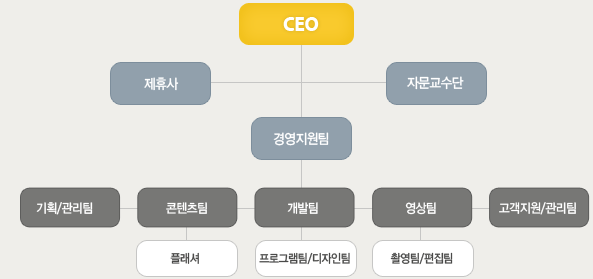 CEO
제휴사
자문교수단
경영지원팀
기획/관리팀
콘텐츠팀
개발팀
영상팀
고객지원/관리팀
플래셔
프로그램팀/디자인팀
촬영팀/편집팀